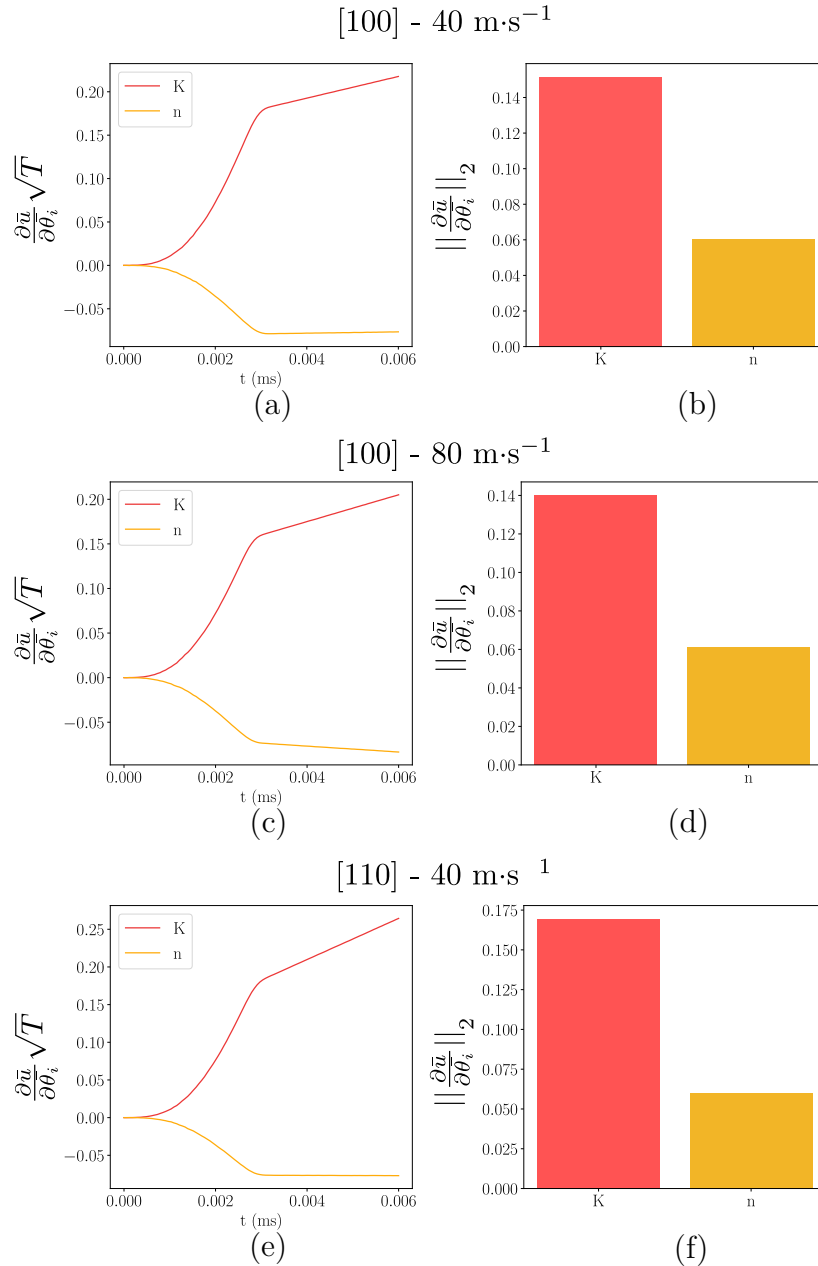 [100] - 40 m·s⁻¹
K
n
0.20
0.15
0.10
0.05
0.00
−0.05
∂ū/∂θ̄ᵢ √T
0.000 0.002 0.004 0.006
t (ms)
(a)
0.14
0.12
0.10
0.08
0.06
0.04
0.02
0.00
||∂ū/∂θ̄ᵢ||₂
K n
(b)
[100] - 80 m·s⁻¹
K
n
0.20
0.15
0.10
0.05
0.00
−0.05
∂ū/∂θ̄ᵢ √T
0.000 0.002 0.004 0.006
t (ms)
(c)
0.14
0.12
0.10
0.08
0.06
0.04
0.02
0.00
||∂ū/∂θ̄ᵢ||₂
K n
(d)
[110] - 40 m·s 1
K
n
0.25
0.20
0.15
0.10
0.05
0.00
−0.05
∂ū/∂θ̄ᵢ √T
0.000 0.002 0.004 0.006
t (ms)
(e)
0.175
0.150
0.125
0.100
0.075
0.050
0.025
0.000
||∂ū/∂θ̄ᵢ||₂
K n
(f)